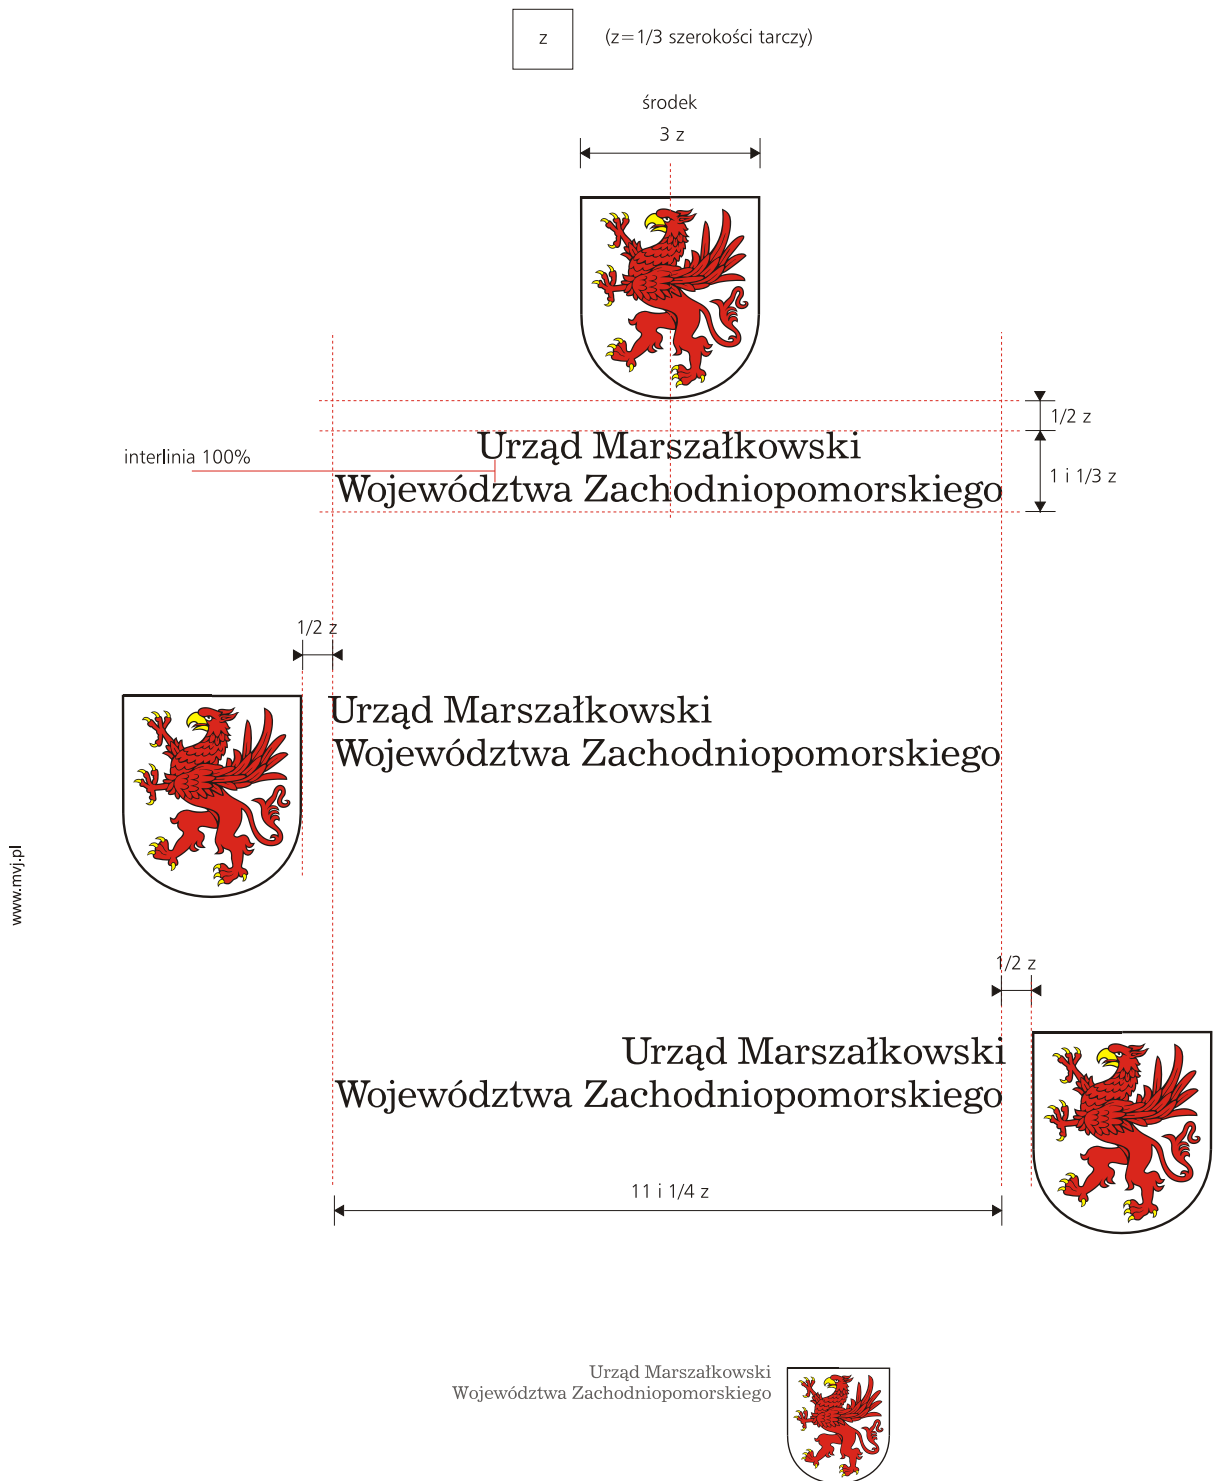 z (z=1/3 szerokości tarczy)
środek
3 z
1/2 z
Urząd Marszałkowski
interlinia 100%
Województwa Zachodniopomorskiego
1 i 1/3 z
1/2 z
Urząd Marszałkowski
Województwa Zachodniopomorskiego
www.mvj.pl
1/2 z
Urząd Marszałkowski
Województwa Zachodniopomorskiego
11 i 1/4 z
Urząd Marszałkowski
Województwa Zachodniopomorskiego